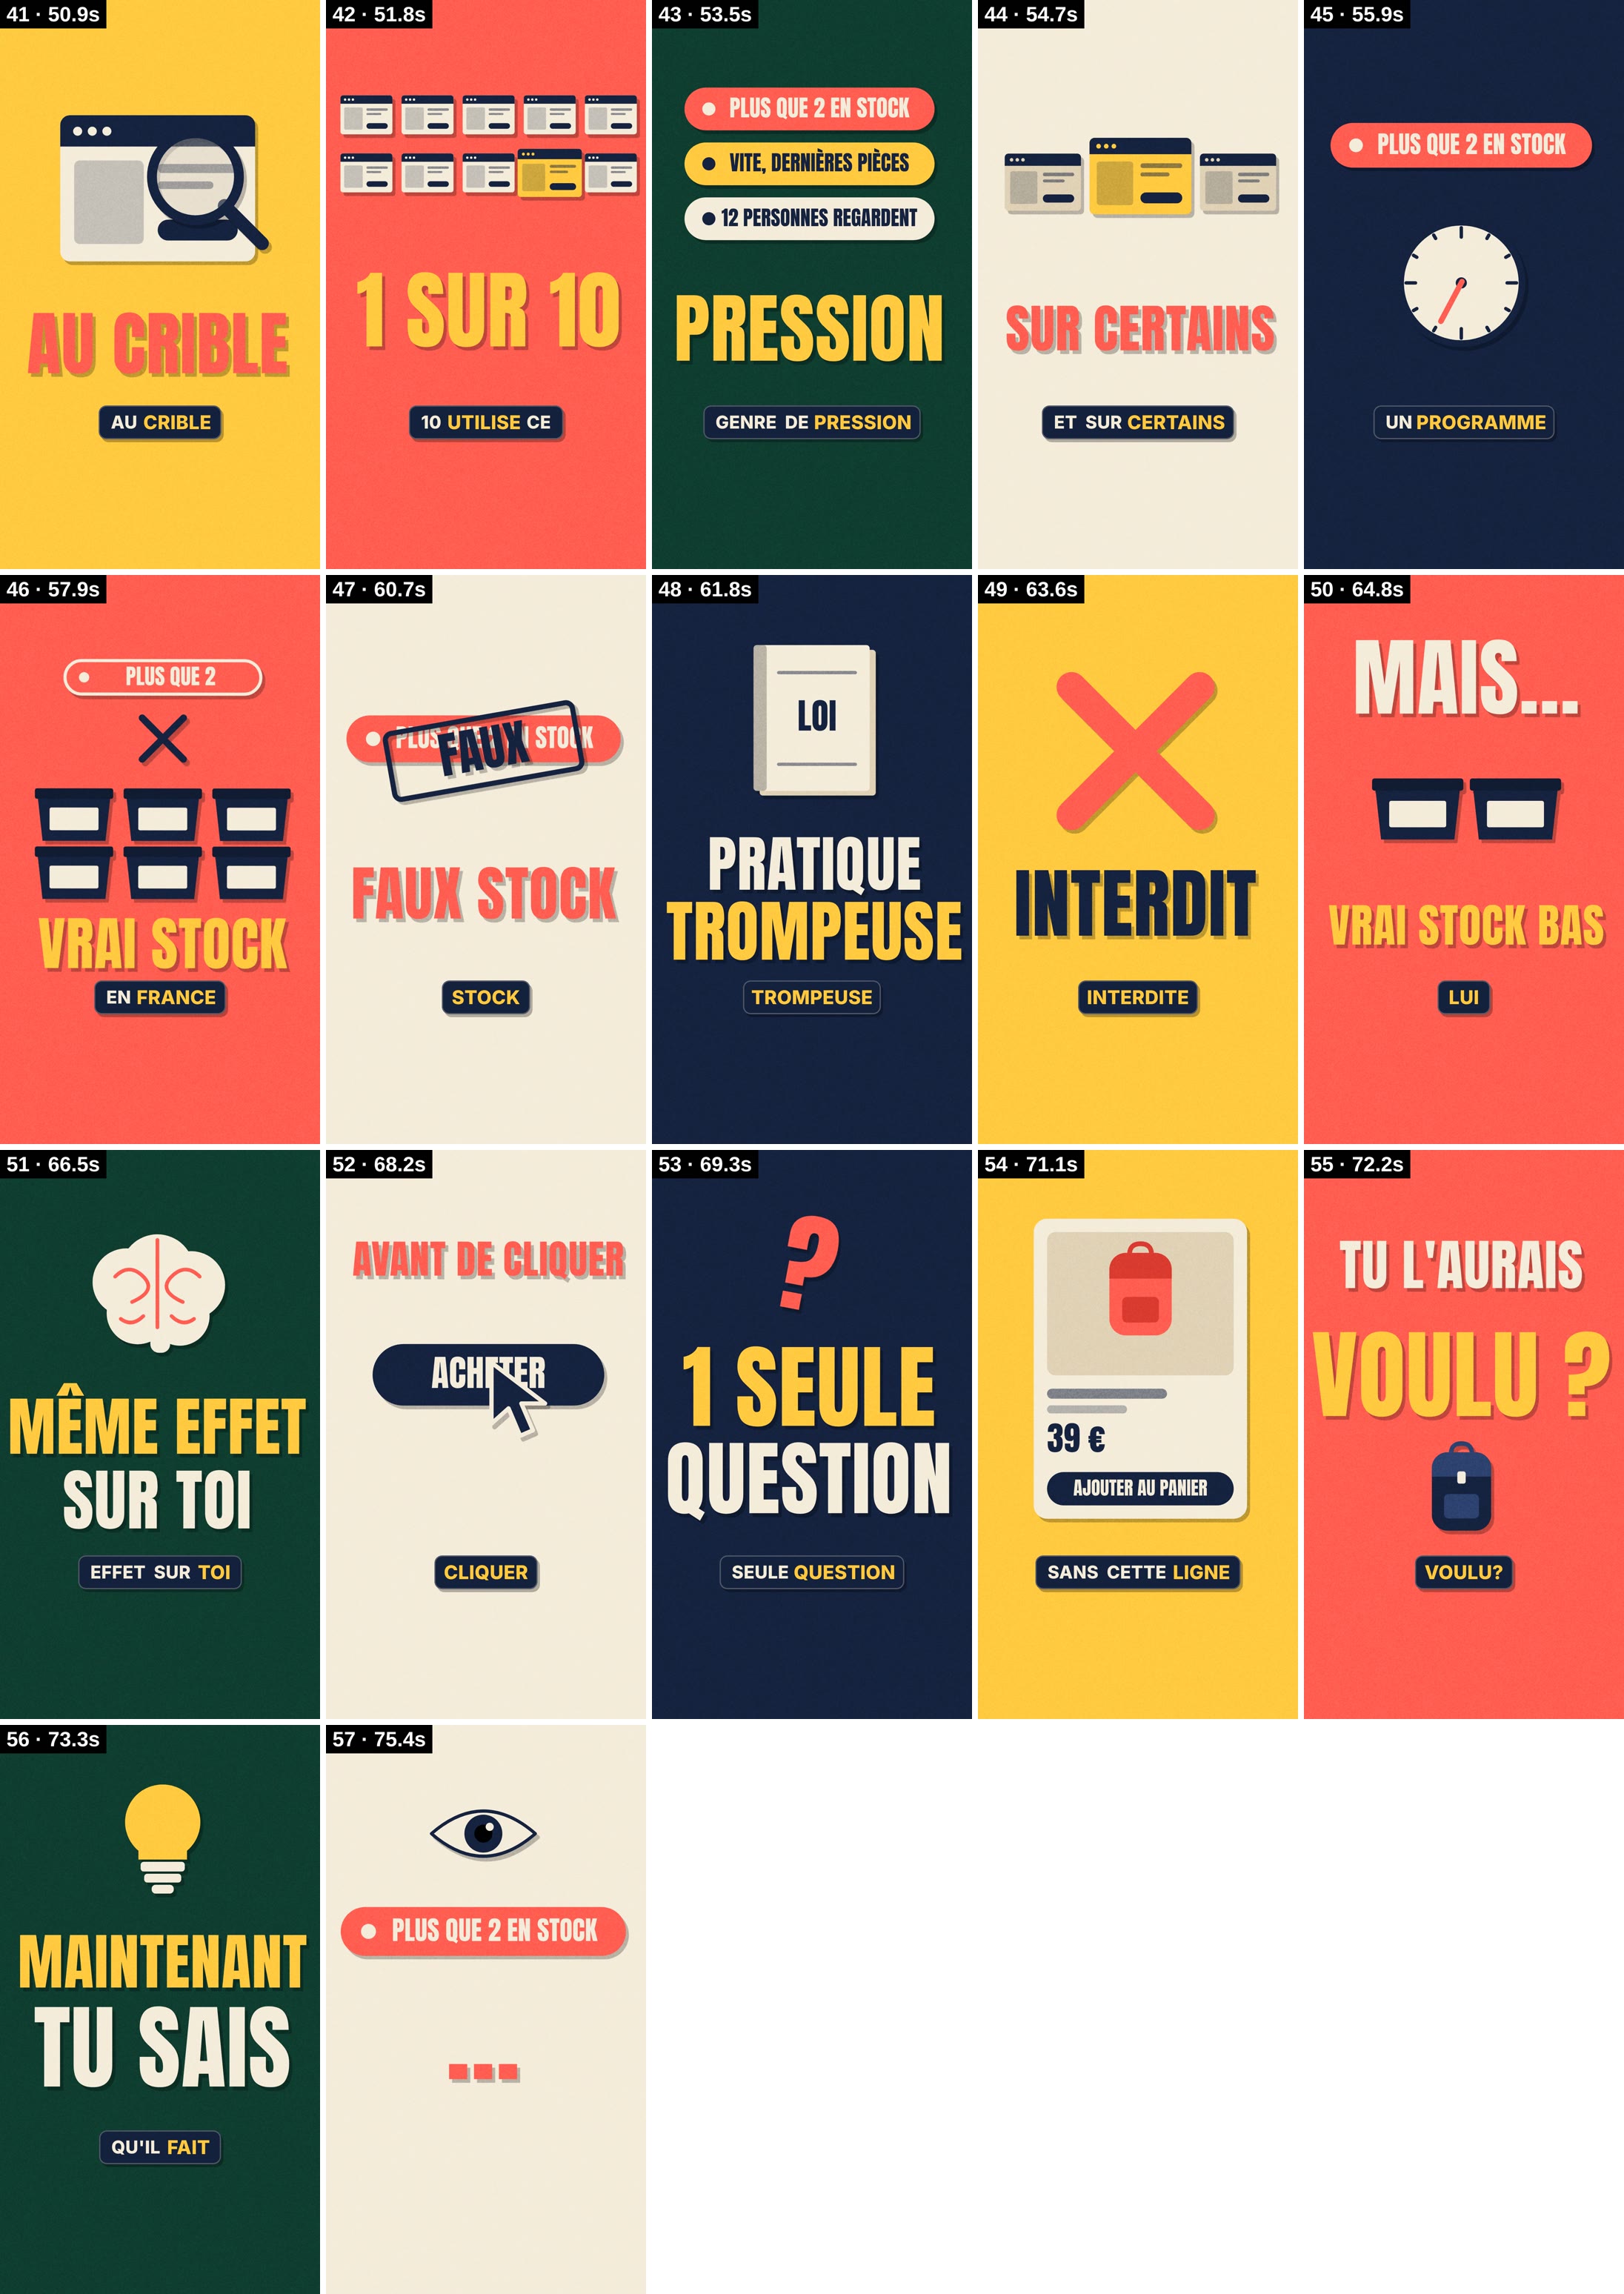 41 · 50.9s
AU CRIBLE
AU CRIBLE
42 · 51.8s
1 SUR 10
10 UTILISE CE
43 · 53.5s
PLUS QUE 2 EN STOCK
VITE, DERNIÈRES PIÈCES
12 PERSONNES REGARDENT
PRESSION
GENRE DE PRESSION
44 · 54.7s
SUR CERTAINS
ET SUR CERTAINS
45 · 55.9s
PLUS QUE 2 EN STOCK
UN PROGRAMME
46 · 57.9s
PLUS QUE 2
VRAI STOCK
EN FRANCE
47 · 60.7s
PLUS QUE 2 EN STOCK
FAUX
FAUX STOCK
STOCK
48 · 61.8s
LOI
PRATIQUE
TROMPEUSE
TROMPEUSE
49 · 63.6s
INTERDIT
INTERDITE
50 · 64.8s
MAIS...
VRAI STOCK BAS
LUI
51 · 66.5s
MÊME EFFET
SUR TOI
EFFET SUR TOI
52 · 68.2s
AVANT DE CLIQUER
ACHETER
CLIQUER
53 · 69.3s
?
1 SEULE
QUESTION
SEULE QUESTION
54 · 71.1s
39 €
AJOUTER AU PANIER
SANS CETTE LIGNE
55 · 72.2s
TU L'AURAIS
VOULU ?
VOULU?
56 · 73.3s
MAINTENANT
TU SAIS
QU'IL FAIT
57 · 75.4s
PLUS QUE 2 EN STOCK
...